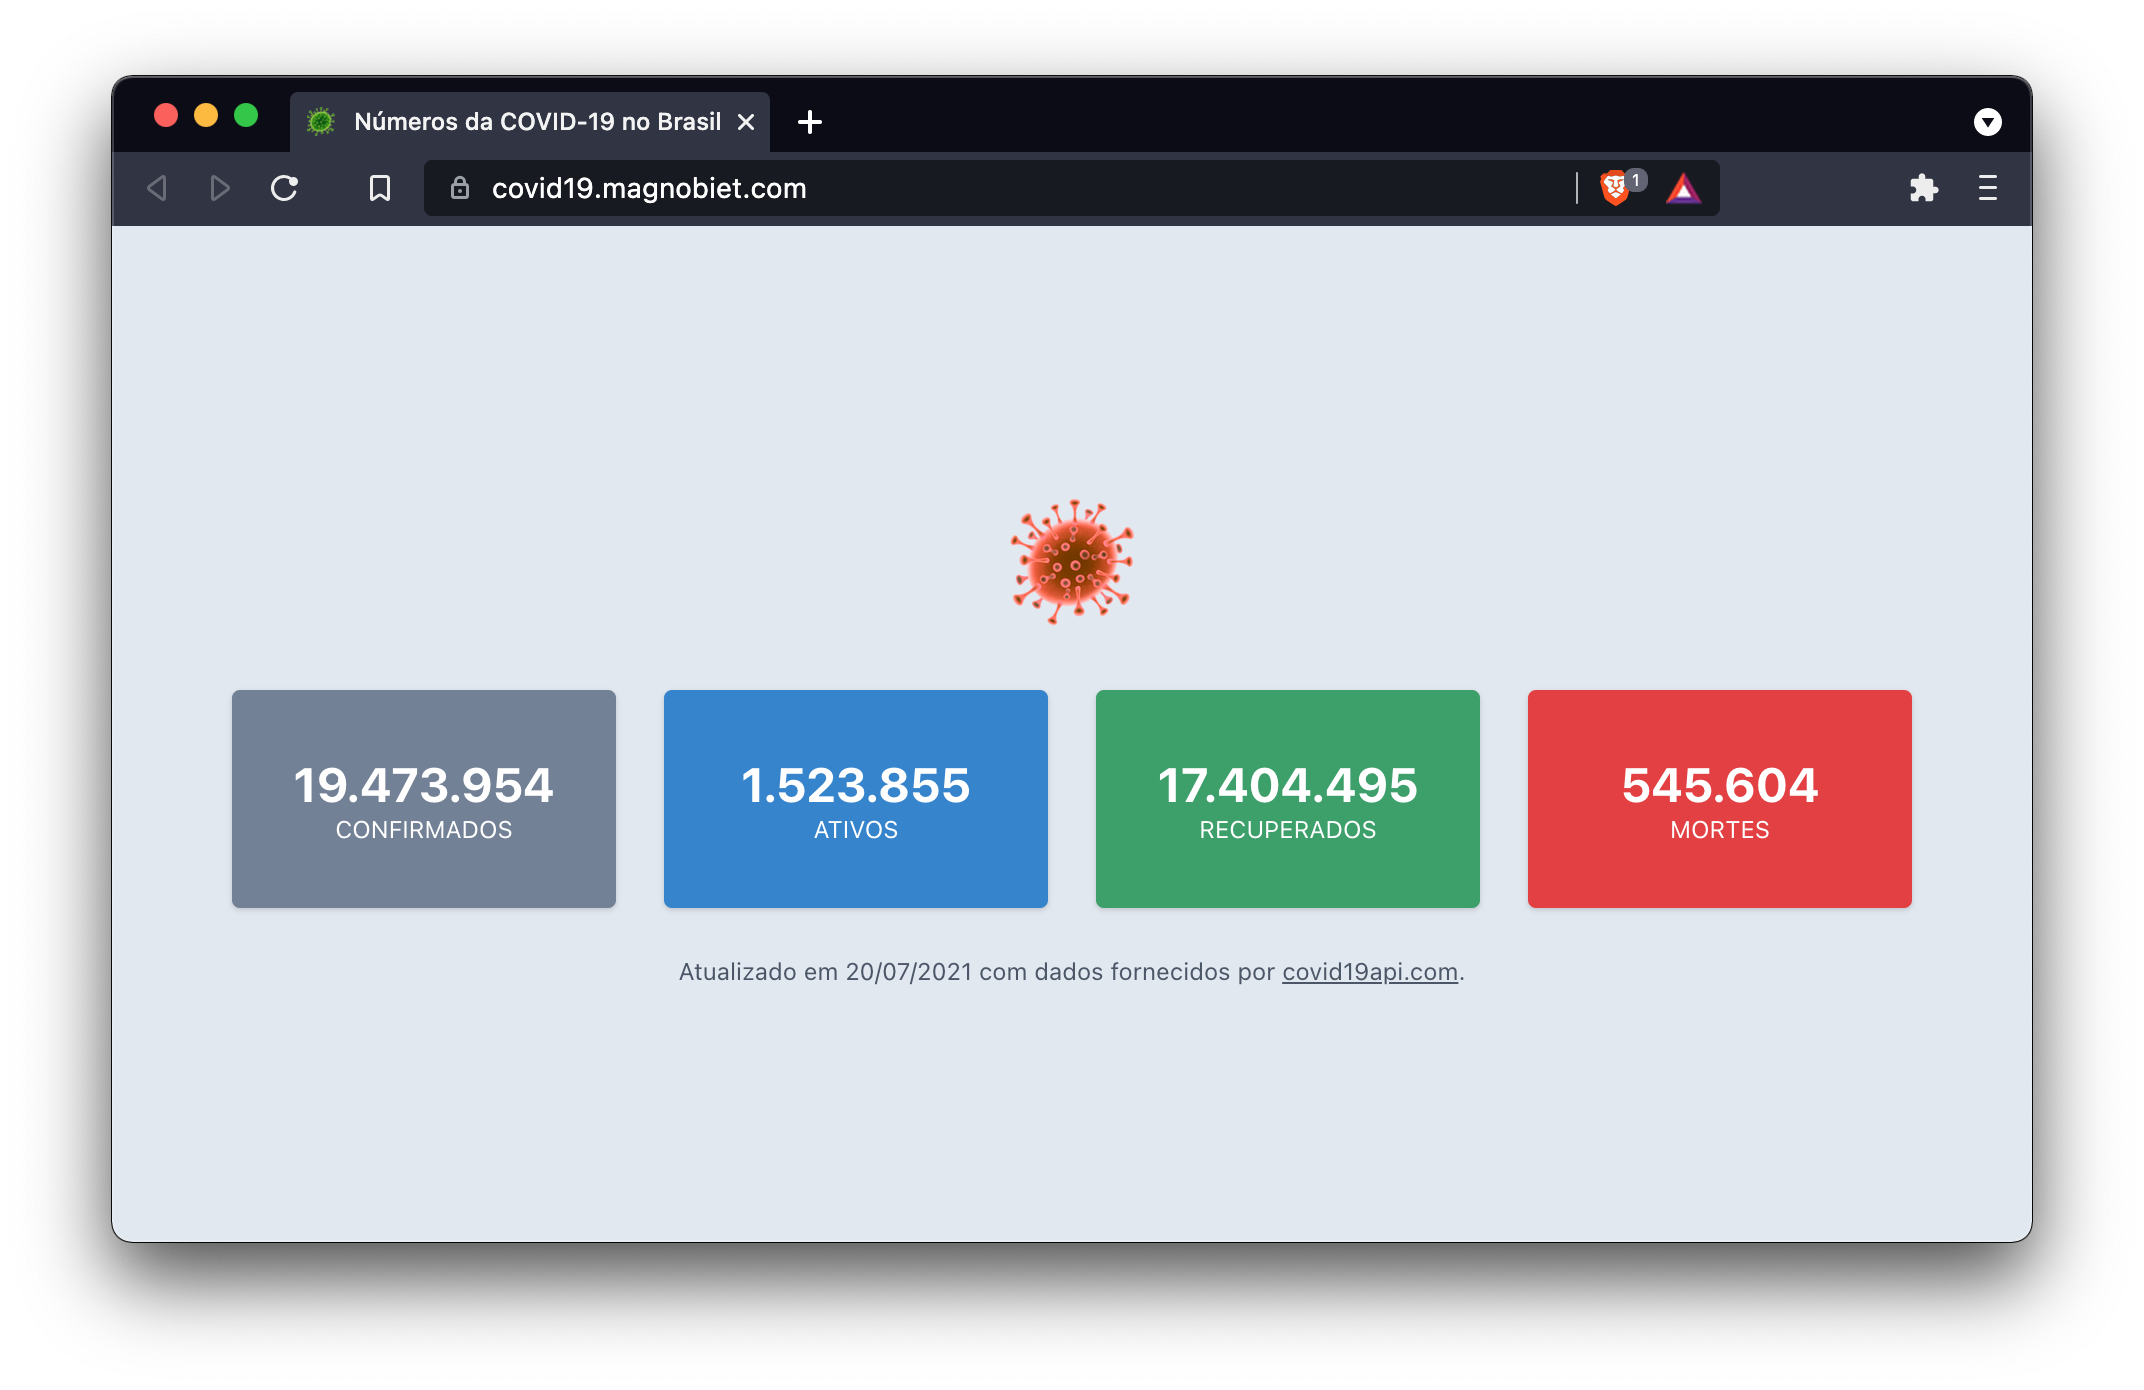 Números da COVID-19 no Brasil
covid19.magnobiet.com
1
19.473.954
CONFIRMADOS
1.523.855
ATIVOS
17.404.495
RECUPERADOS
545.604
MORTES
Atualizado em 20/07/2021 com dados fornecidos por covid19api.com.